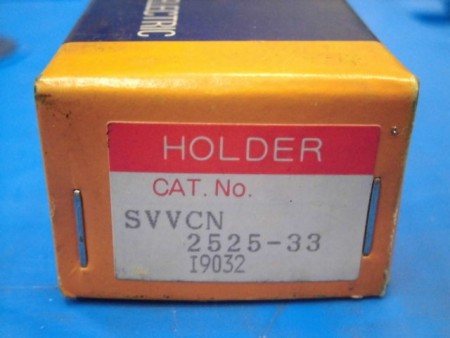 ELECTRIC
HOLDER
CAT. No.
SVVCN
2525-33
I9032